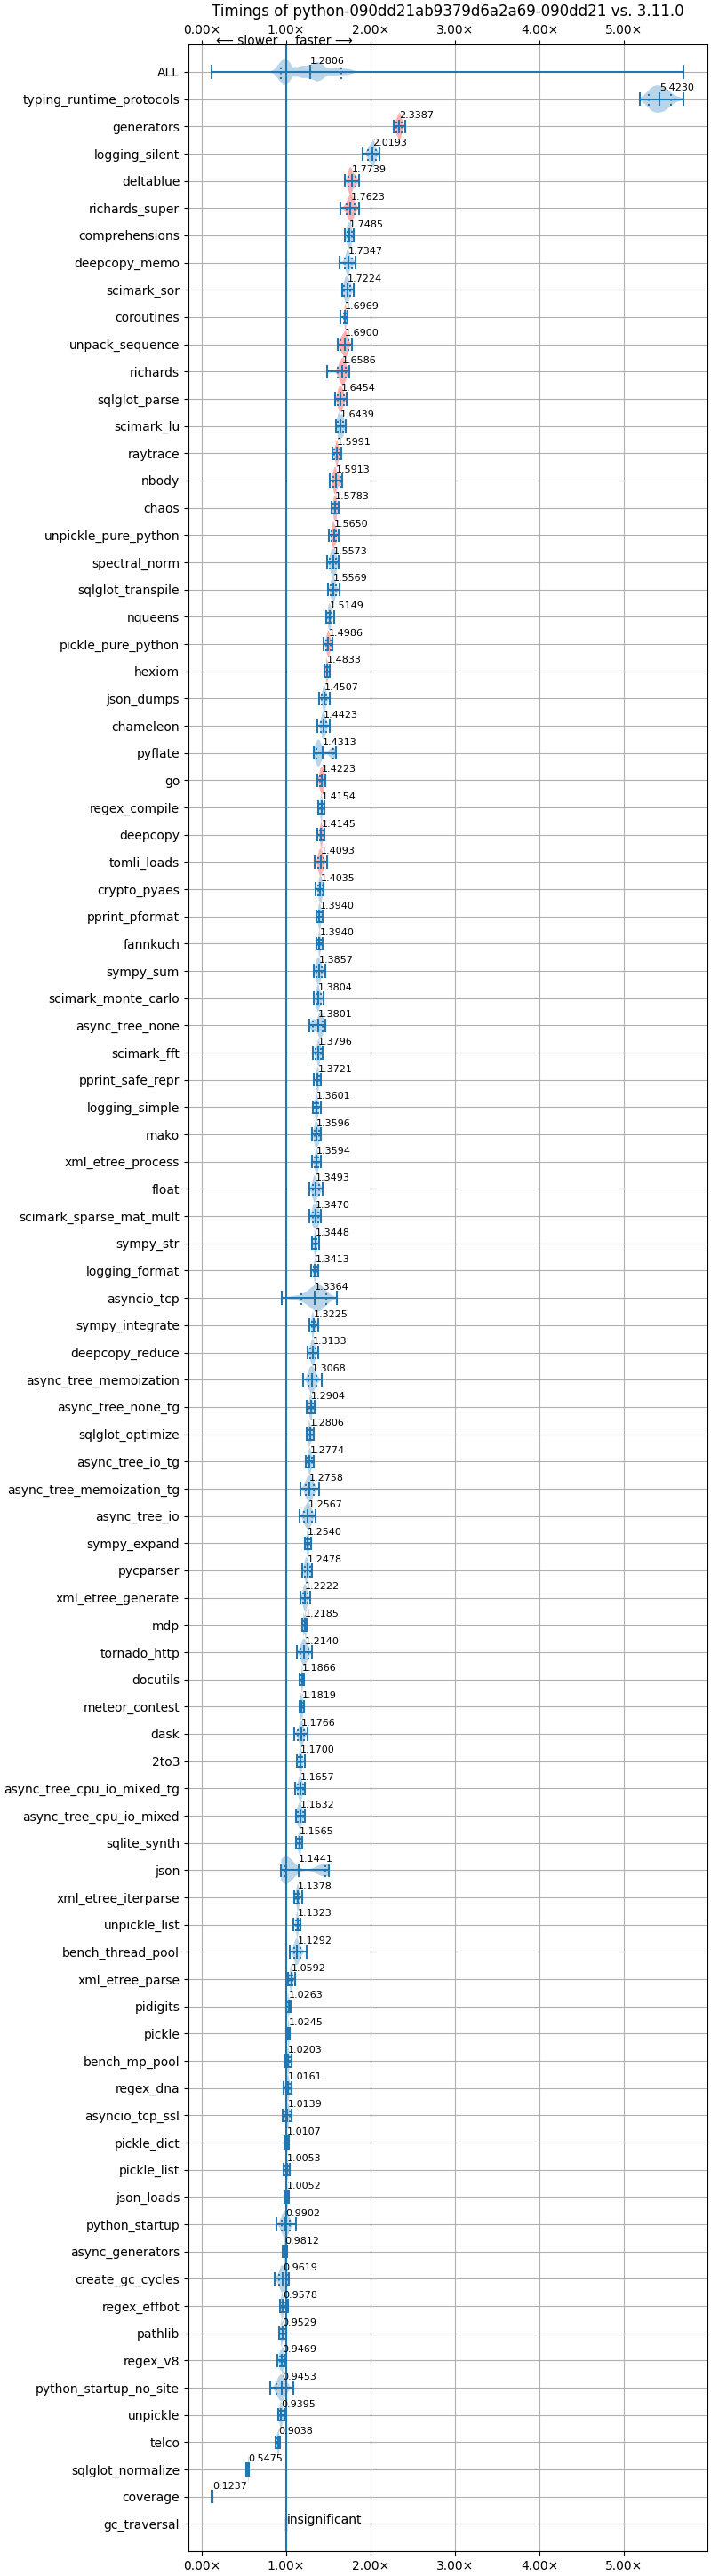 Timings of python-090dd21ab9379d6a2a69-090dd21 vs. 3.11.0
0.00× 1.00× 2.00× 3.00× 4.00× 5.00×
⟵ slower faster ⟶
ALL 1.2806
typing_runtime_protocols 5.4230
generators 2.3387
logging_silent 2.0193
deltablue 1.7739
richards_super 1.7623
comprehensions 1.7485
deepcopy_memo 1.7347
scimark_sor 1.7224
coroutines 1.6969
unpack_sequence 1.6900
richards 1.6586
sqlglot_parse 1.6454
scimark_lu 1.6439
raytrace 1.5991
nbody 1.5913
chaos 1.5783
unpickle_pure_python 1.5650
spectral_norm 1.5573
sqlglot_transpile 1.5569
nqueens 1.5149
pickle_pure_python 1.4986
hexiom 1.4833
json_dumps 1.4507
chameleon 1.4423
pyflate 1.4313
go 1.4223
regex_compile 1.4154
deepcopy 1.4145
tomli_loads 1.4093
crypto_pyaes 1.4035
pprint_pformat 1.3940
fannkuch 1.3940
sympy_sum 1.3857
scimark_monte_carlo 1.3804
async_tree_none 1.3801
scimark_fft 1.3796
pprint_safe_repr 1.3721
logging_simple 1.3601
mako 1.3596
xml_etree_process 1.3594
float 1.3493
scimark_sparse_mat_mult 1.3470
sympy_str 1.3448
logging_format 1.3413
asyncio_tcp 1.3364
sympy_integrate 1.3225
deepcopy_reduce 1.3133
async_tree_memoization 1.3068
async_tree_none_tg 1.2904
sqlglot_optimize 1.2806
async_tree_io_tg 1.2774
async_tree_memoization_tg 1.2758
async_tree_io 1.2567
sympy_expand 1.2540
pycparser 1.2478
xml_etree_generate 1.2222
mdp 1.2185
tornado_http 1.2140
docutils 1.1866
meteor_contest 1.1819
dask 1.1766
2to3 1.1700
async_tree_cpu_io_mixed_tg 1.1657
async_tree_cpu_io_mixed 1.1632
sqlite_synth 1.1565
json 1.1441
xml_etree_iterparse 1.1378
unpickle_list 1.1323
bench_thread_pool 1.1292
xml_etree_parse 1.0592
pidigits 1.0263
pickle 1.0245
bench_mp_pool 1.0203
regex_dna 1.0161
asyncio_tcp_ssl 1.0139
pickle_dict 1.0107
pickle_list 1.0053
json_loads 1.0052
python_startup 0.9902
async_generators 0.9812
create_gc_cycles 0.9619
regex_effbot 0.9578
pathlib 0.9529
regex_v8 0.9469
python_startup_no_site 0.9453
unpickle 0.9395
telco 0.9038
sqlglot_normalize 0.5475
coverage 0.1237
gc_traversal insignificant
0.00× 1.00× 2.00× 3.00× 4.00× 5.00×